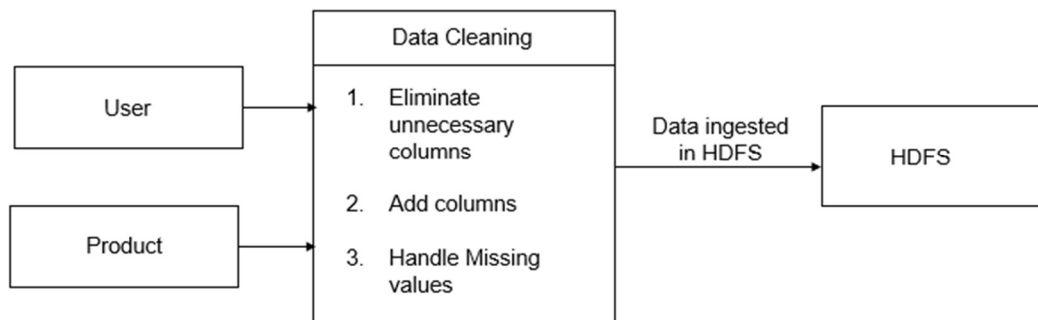 Data Cleaning
User
1. Eliminate
unnecessary
columns
2. Add columns
3. Handle Missing
values
Product
Data ingested
in HDFS
HDFS